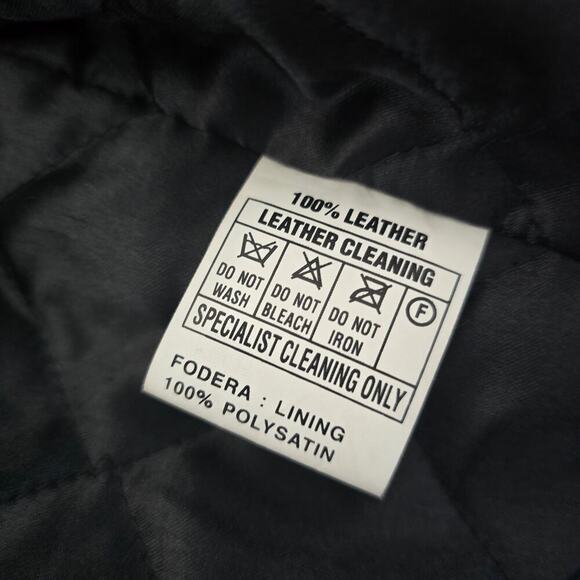 100% LEATHER
LEATHER CLEANING
DO NOT WASH
DO NOT BLEACH
DO NOT IRON
F
SPECIALIST CLEANING ONLY
FODERA : LINING
100% POLYSATIN